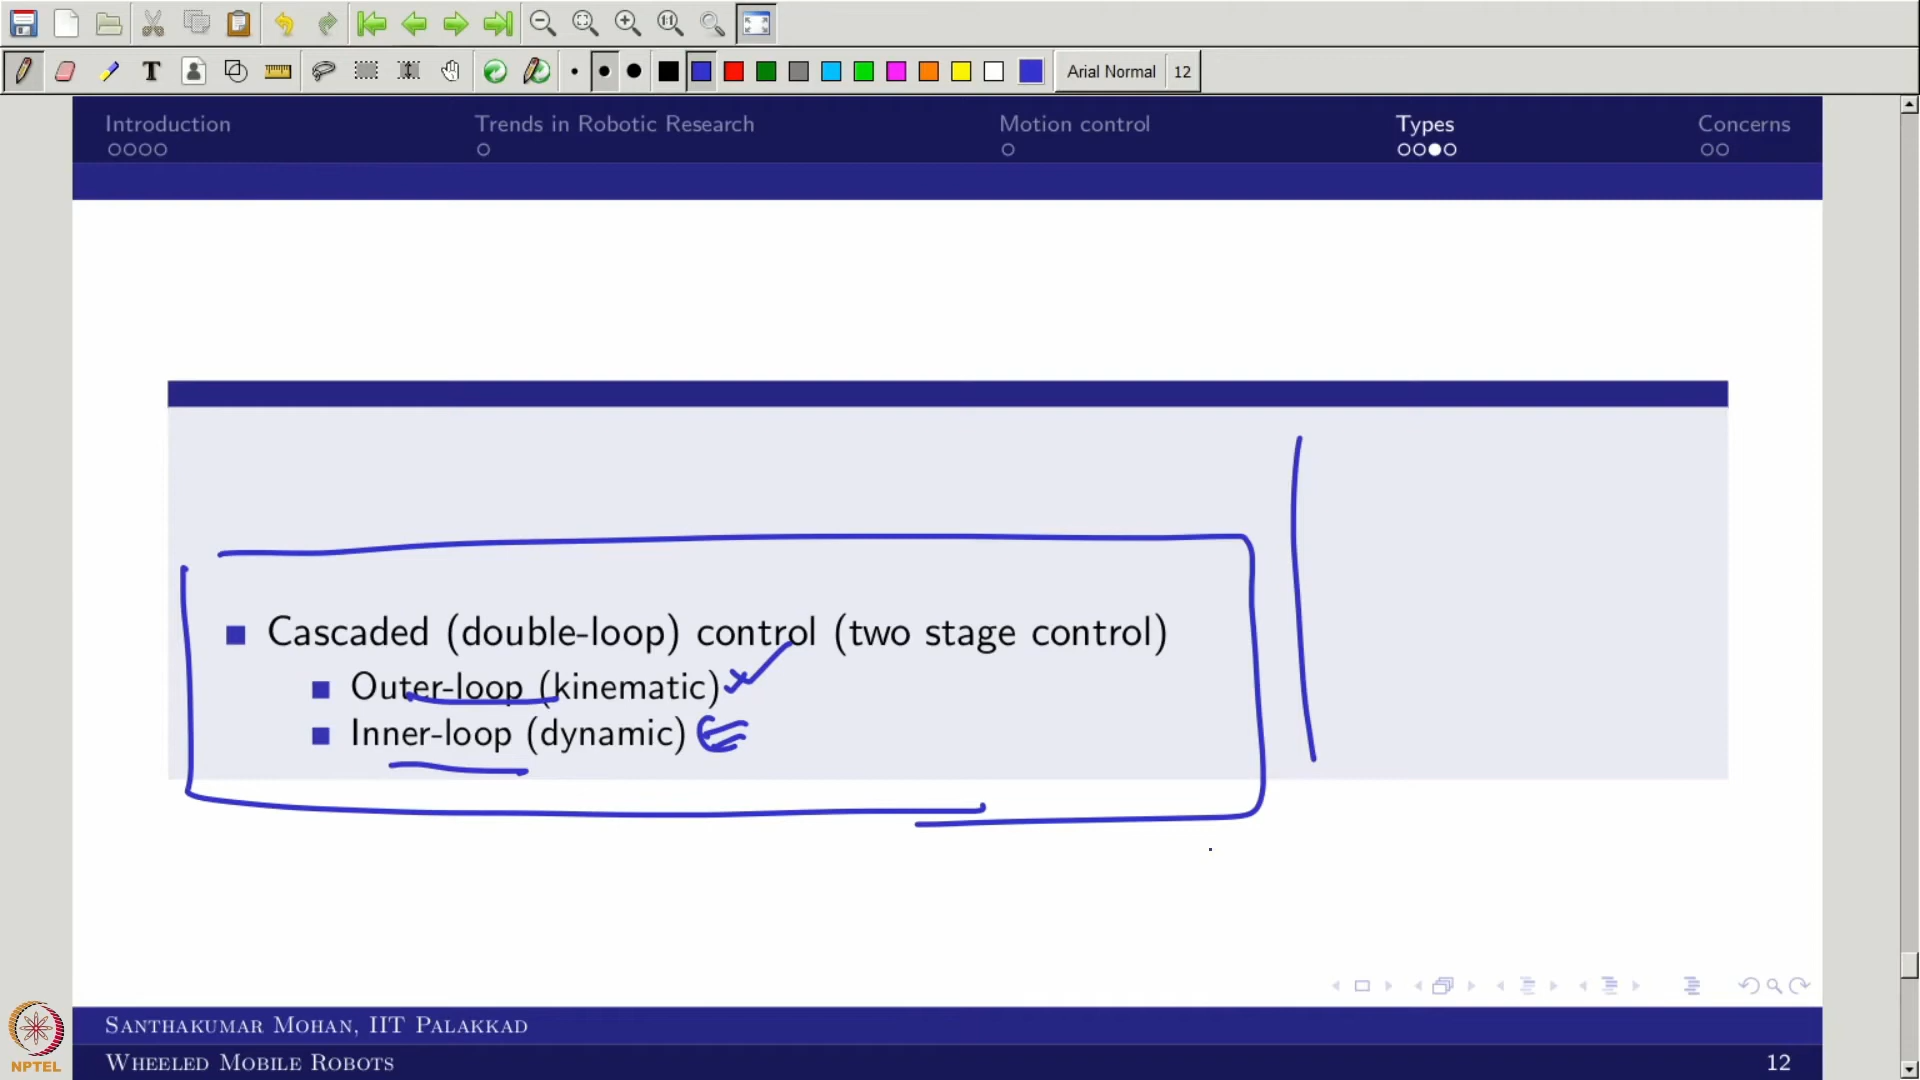 Arial Normal 12
Introduction Trends in Robotic Research Motion control Types Concerns
Cascaded (double-loop) control (two stage control)
Outer-loop (kinematic)
Inner-loop (dynamic)
SANTHAKUMAR MOHAN, IIT PALAKKAD
WHEELED MOBILE ROBOTS 12
NPTEL